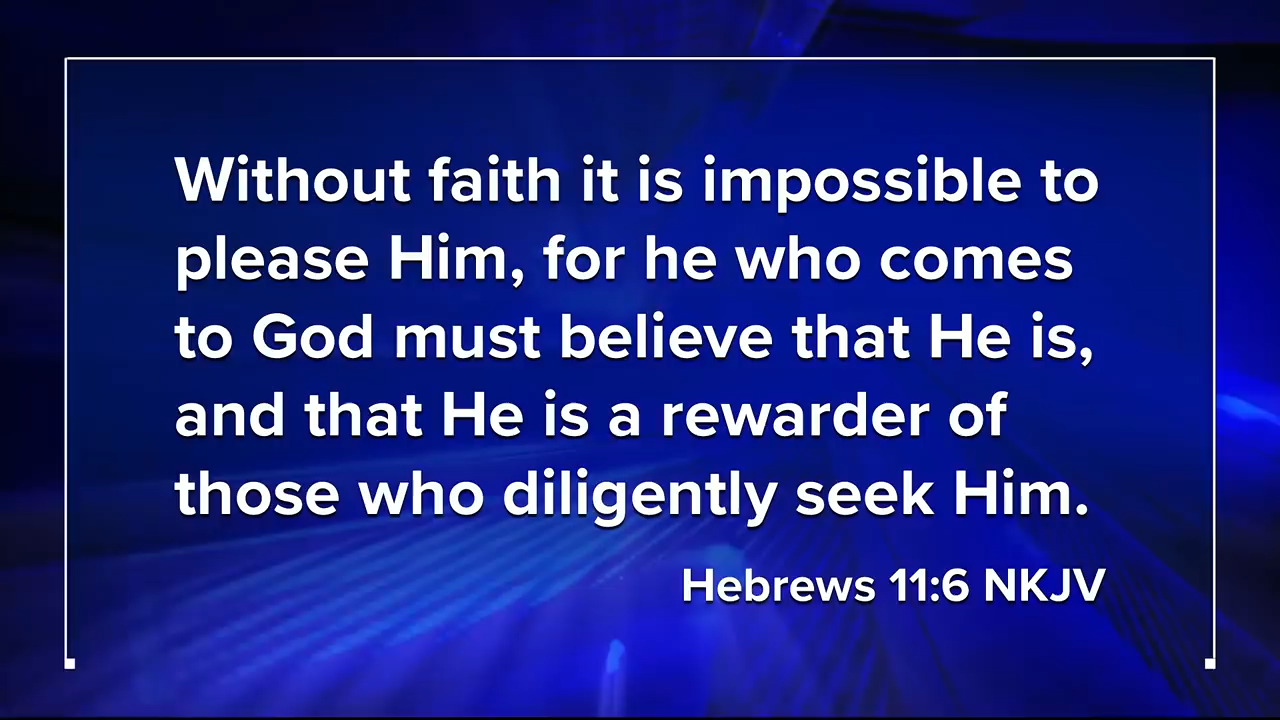 Without faith it is impossible to
please Him, for he who comes
to God must believe that He is,
and that He is a rewarder of
those who diligently seek Him.
Hebrews 11:6 NKJV